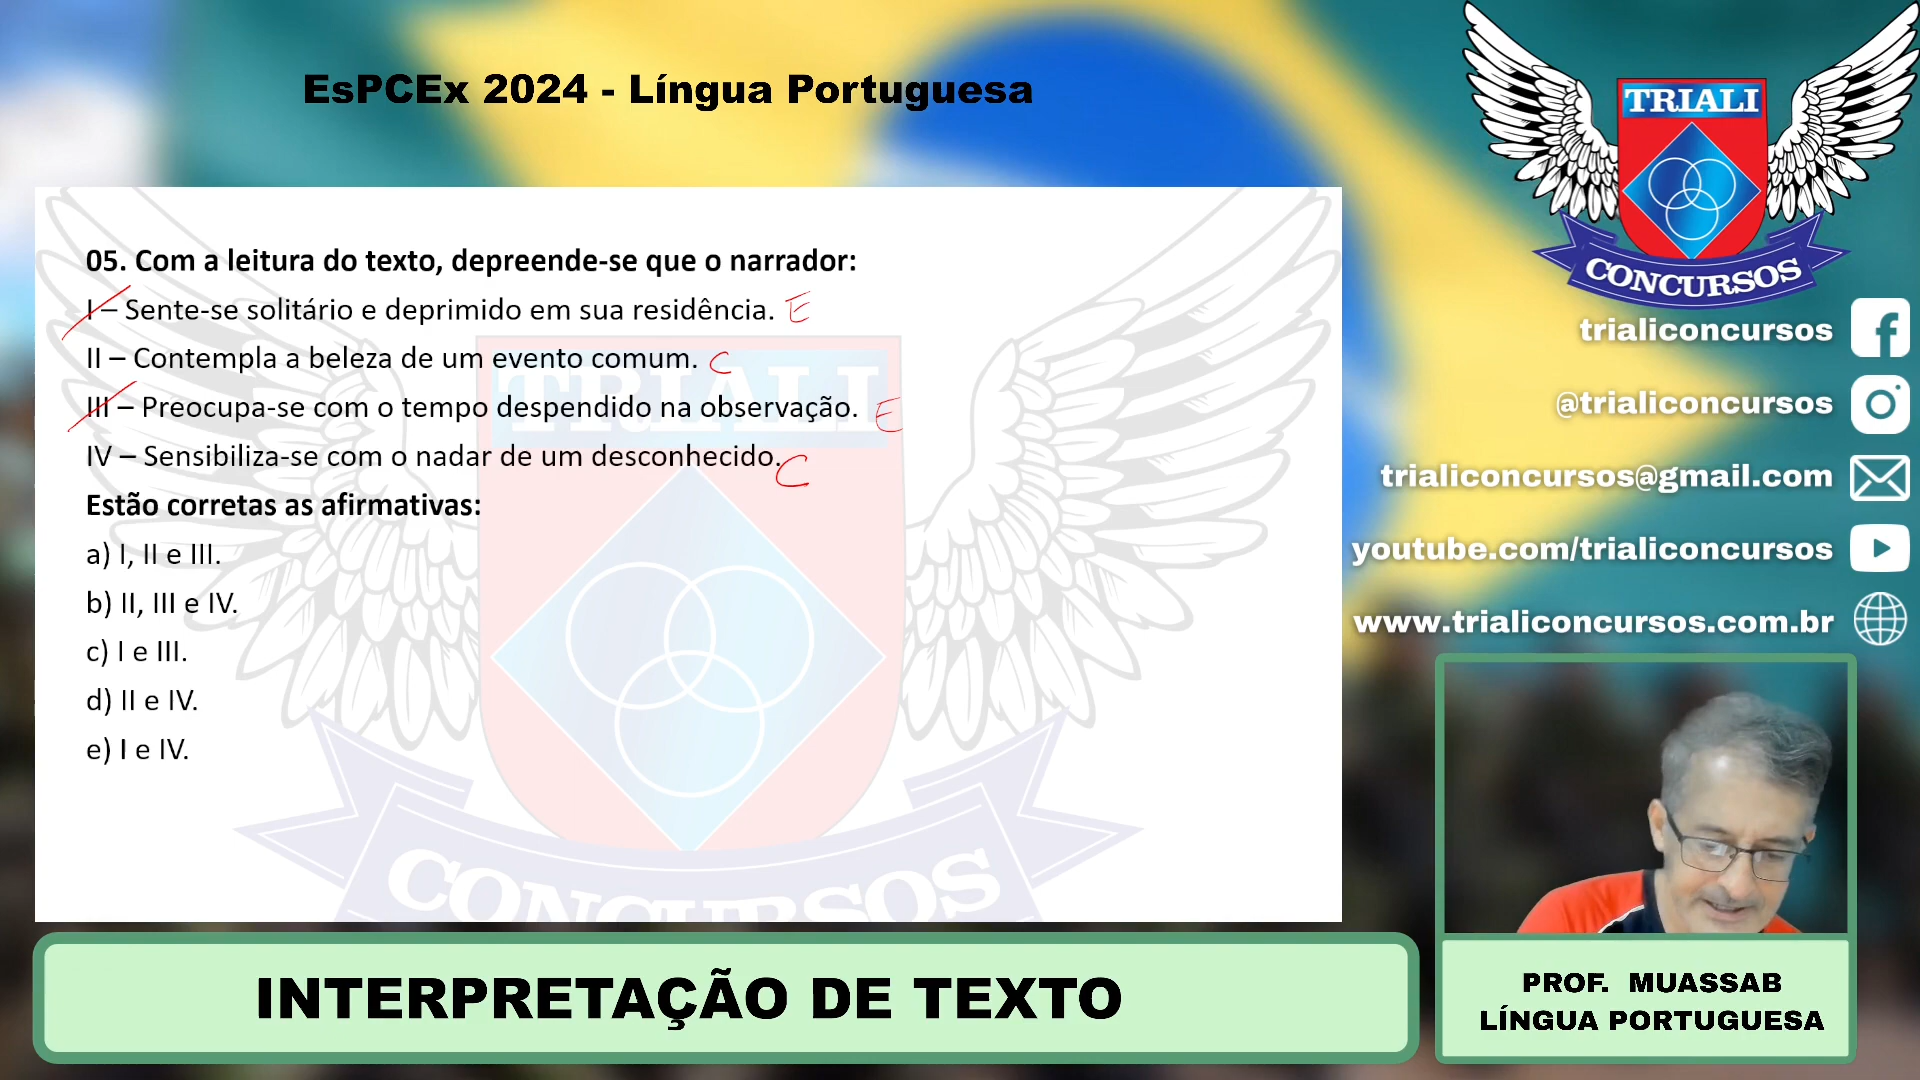 EsPCEx 2024 - Língua Portuguesa
TRIALI
CONCURSOS
05. Com a leitura do texto, depreende-se que o narrador:
I – Sente-se solitário e deprimido em sua residência. E
II – Contempla a beleza de um evento comum. C
III – Preocupa-se com o tempo despendido na observação. E
IV – Sensibiliza-se com o nadar de um desconhecido. C
Estão corretas as afirmativas:
a) I, II e III.
b) II, III e IV.
c) I e III.
d) II e IV.
e) I e IV.
TRIALI
CONCURSOS
trialiconcursos
@trialiconcursos
trialiconcursos@gmail.com
youtube.com/trialiconcursos
www.trialiconcursos.com.br
INTERPRETAÇÃO DE TEXTO
PROF. MUASSAB
LÍNGUA PORTUGUESA